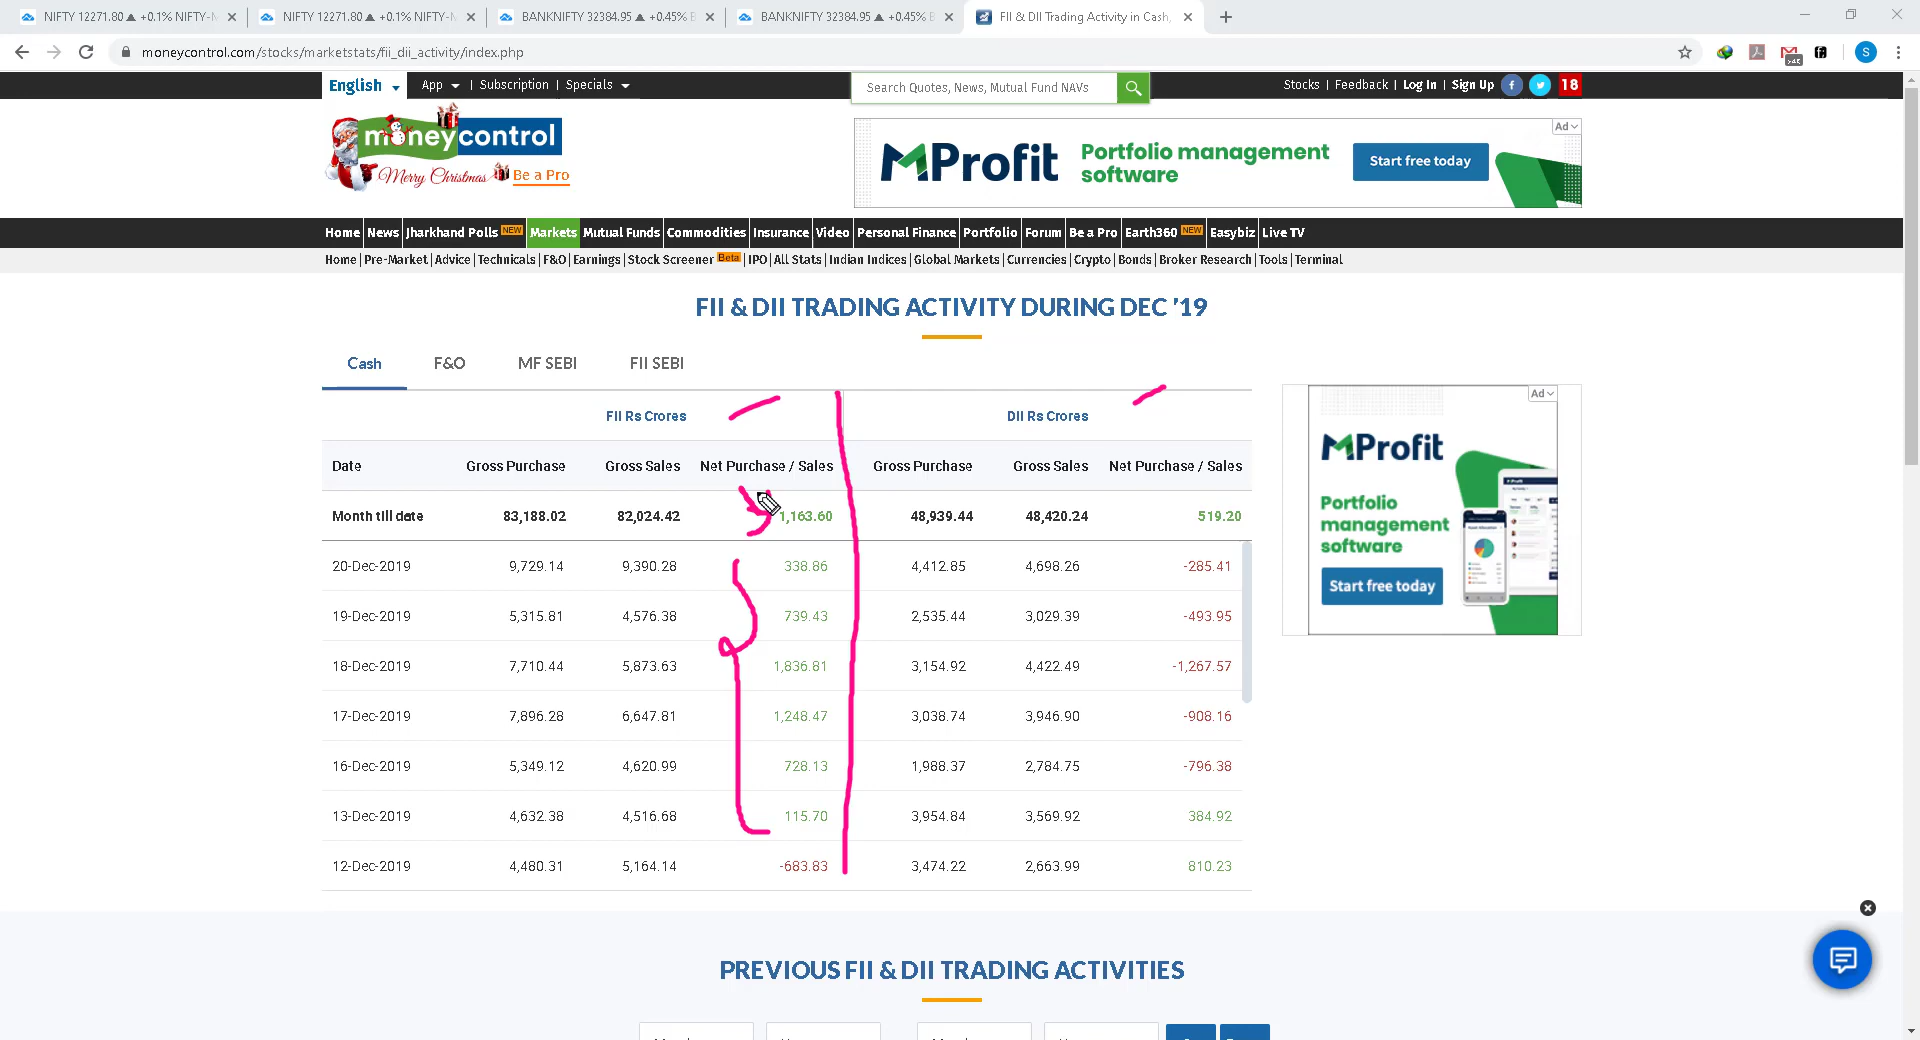 NIFTY 12271.80 ▲ +0.1% NIFTY-N
NIFTY 12271.80 ▲ +0.1% NIFTY-N
BANKNIFTY 32384.95 ▲ +0.45% B
BANKNIFTY 32384.95 ▲ +0.45% B
FII & DII Trading Activity in Cash,
moneycontrol.com/stocks/marketstats/fii_dii_activity/index.php
S
English App | Subscription | Specials
Search Quotes, News, Mutual Fund NAVs
Stocks | Feedback | Log In | Sign Up 18
moneycontrol
Merry Christmas Be a Pro
Ad
MProfit Portfolio management software Start free today
Home News Jharkhand Polls NEW Markets Mutual Funds Commodities Insurance Video Personal Finance Portfolio Forum Be a Pro Earth360 NEW Easybiz Live TV
Home | Pre-Market | Advice | Technicals | F&O | Earnings | Stock Screener Beta | IPO | All Stats | Indian Indices | Global Markets | Currencies | Crypto | Bonds | Broker Research | Tools | Terminal
FII & DII TRADING ACTIVITY DURING DEC '19
Cash F&O MF SEBI FII SEBI
FII Rs Crores DII Rs Crores
Date Gross Purchase Gross Sales Net Purchase / Sales Gross Purchase Gross Sales Net Purchase / Sales
Month till date 83,188.02 82,024.42 1,163.60 48,939.44 48,420.24 519.20
20-Dec-2019 9,729.14 9,390.28 338.86 4,412.85 4,698.26 -285.41
19-Dec-2019 5,315.81 4,576.38 739.43 2,535.44 3,029.39 -493.95
18-Dec-2019 7,710.44 5,873.63 1,836.81 3,154.92 4,422.49 -1,267.57
17-Dec-2019 7,896.28 6,647.81 1,248.47 3,038.74 3,946.90 -908.16
16-Dec-2019 5,349.12 4,620.99 728.13 1,988.37 2,784.75 -796.38
13-Dec-2019 4,632.38 4,516.68 115.70 3,954.84 3,569.92 384.92
12-Dec-2019 4,480.31 5,164.14 -683.83 3,474.22 2,663.99 810.23
Ad
MProfit
Portfolio
management
software
Start free today
PREVIOUS FII & DII TRADING ACTIVITIES